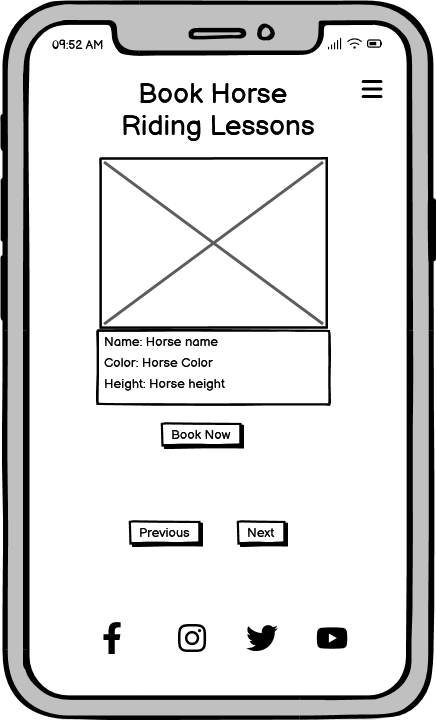 09:52 AM
Book Horse
Riding Lessons
Name: Horse name
Color: Horse Color
Height: Horse height
Book Now
Previous Next